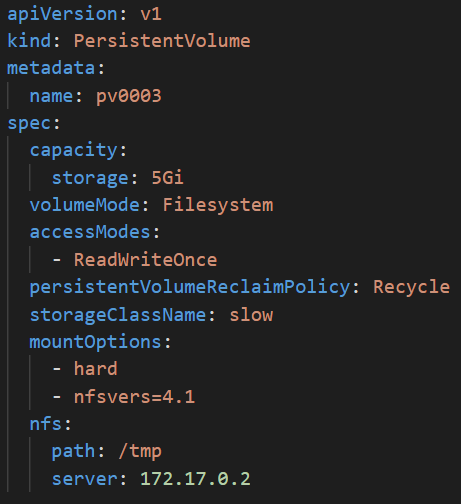 apiVersion: v1
kind: PersistentVolume
metadata:
  name: pv0003
spec:
  capacity:
    storage: 5Gi
  volumeMode: Filesystem
  accessModes:
    - ReadWriteOnce
  persistentVolumeReclaimPolicy: Recycle
  storageClassName: slow
  mountOptions:
    - hard
    - nfsvers=4.1
  nfs:
    path: /tmp
    server: 172.17.0.2